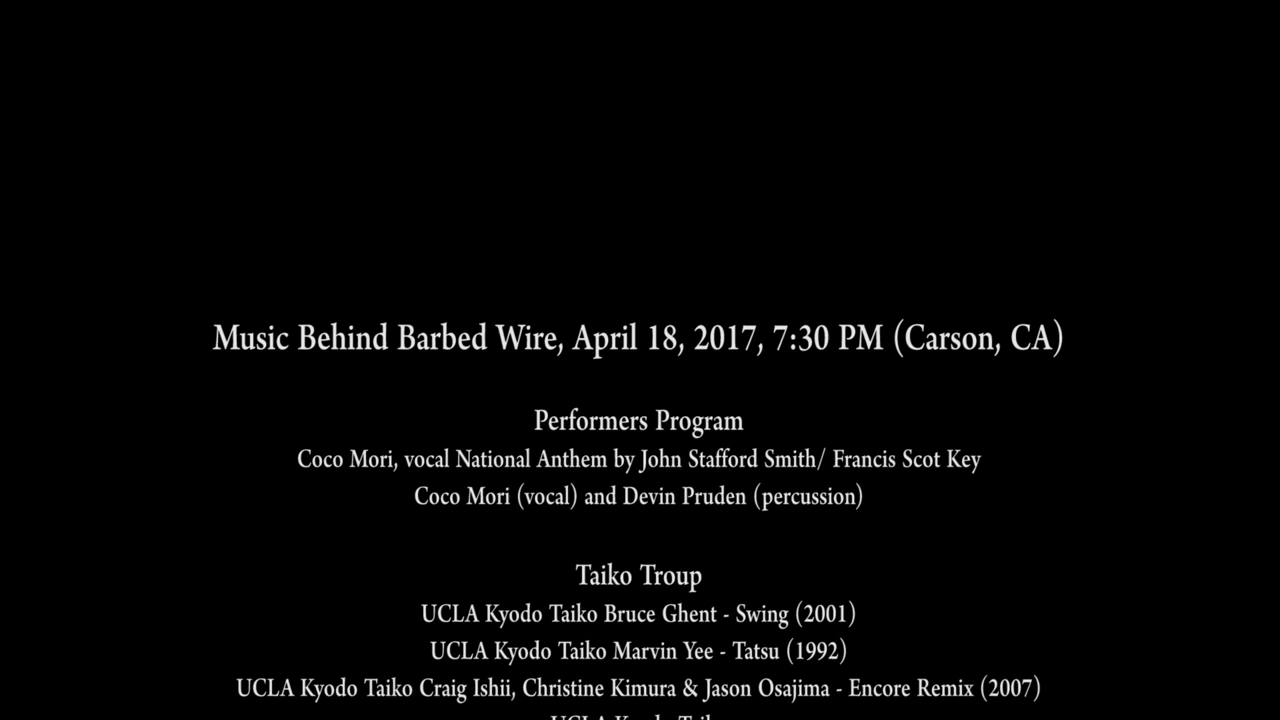 Music Behind Barbed Wire, April 18, 2017, 7:30 PM (Carson, CA)
Performers Program
Coco Mori, vocal National Anthem by John Stafford Smith/ Francis Scot Key
Coco Mori (vocal) and Devin Pruden (percussion)
Taiko Troup
UCLA Kyodo Taiko Bruce Ghent - Swing (2001)
UCLA Kyodo Taiko Marvin Yee - Tatsu (1992)
UCLA Kyodo Taiko Craig Ishii, Christine Kimura & Jason Osajima - Encore Remix (2007)
UCLA Kyodo Taiko